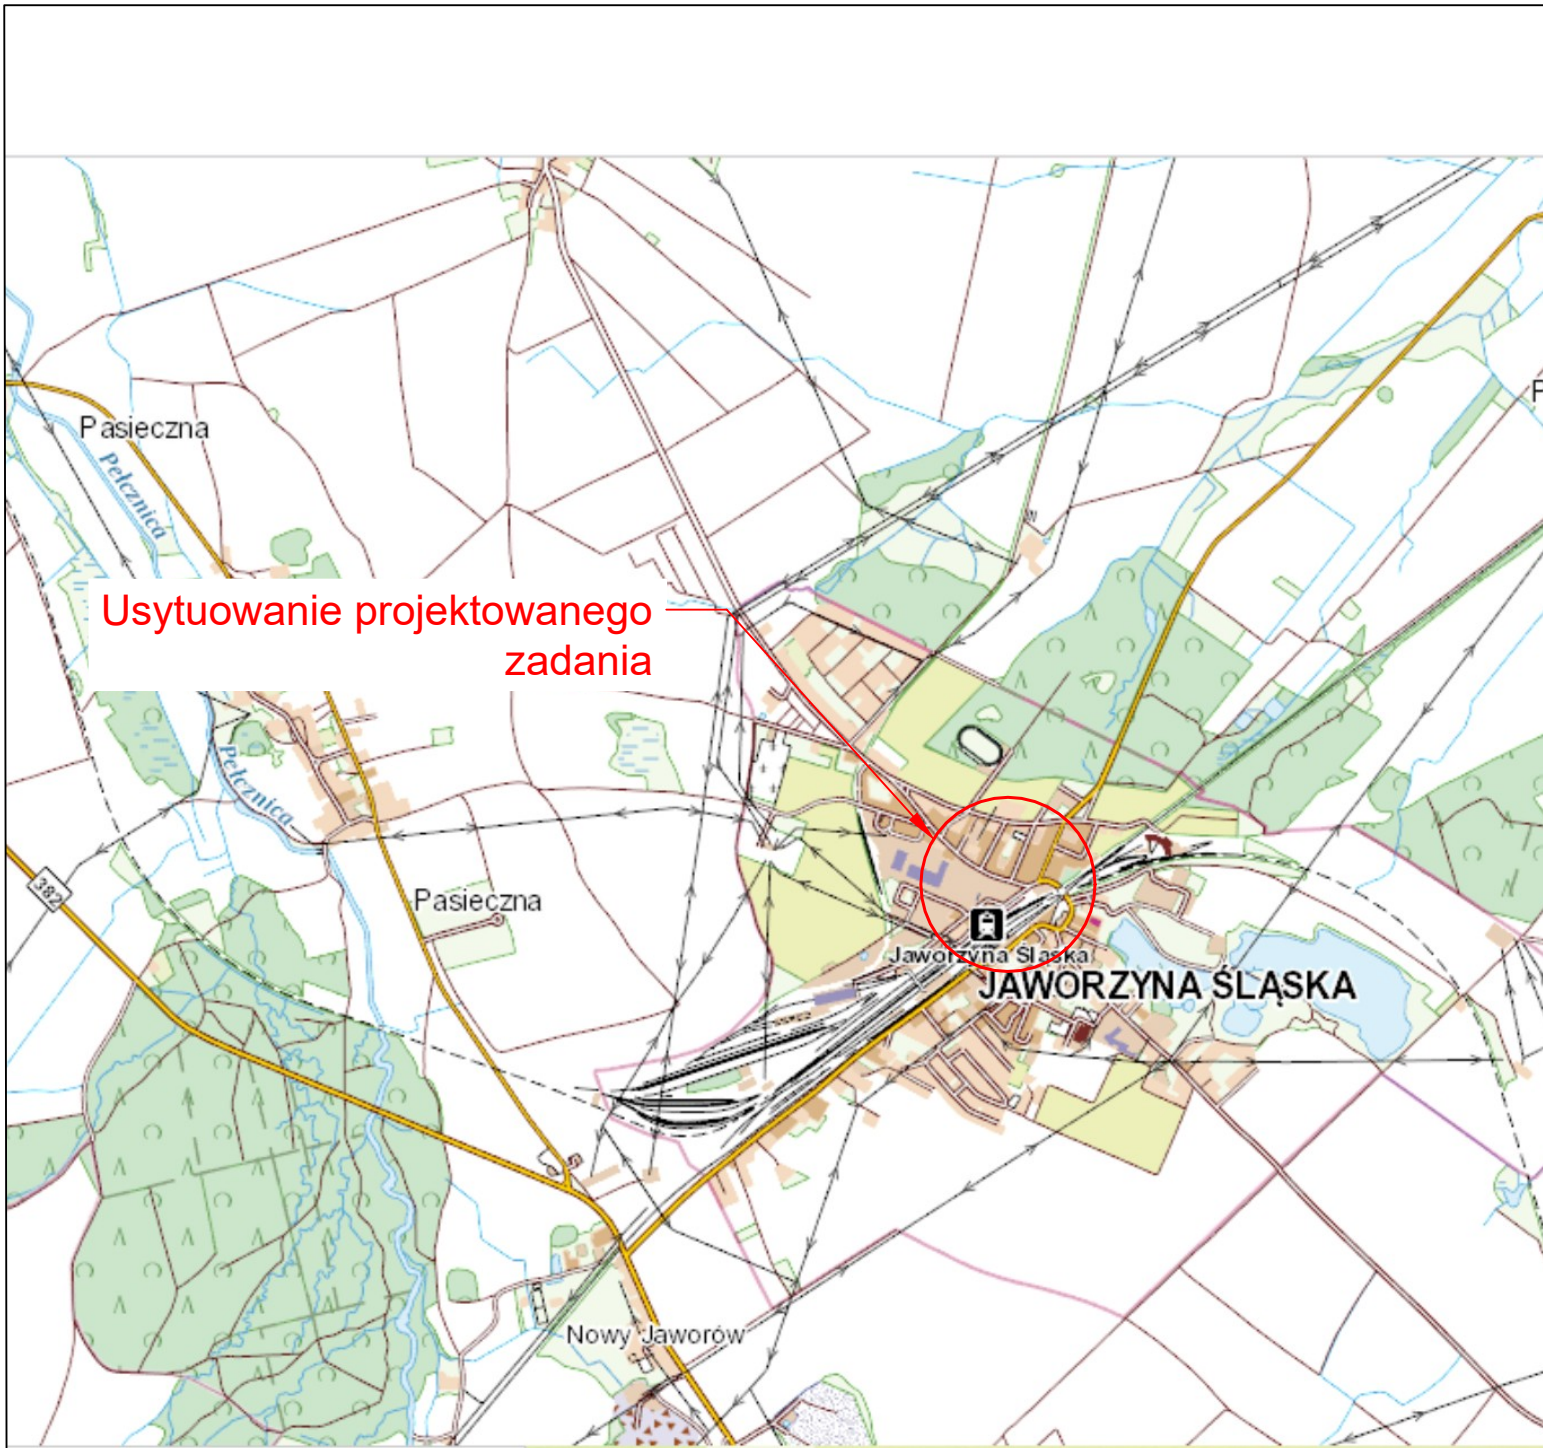 P
Pasieczna
Pełcznica
Usytuowanie projektowanego
zadania
Pełcznica
382
Pasieczna
Jaworzyna Śląska
JAWORZYNA ŚLĄSKA
Nowy Jaworów